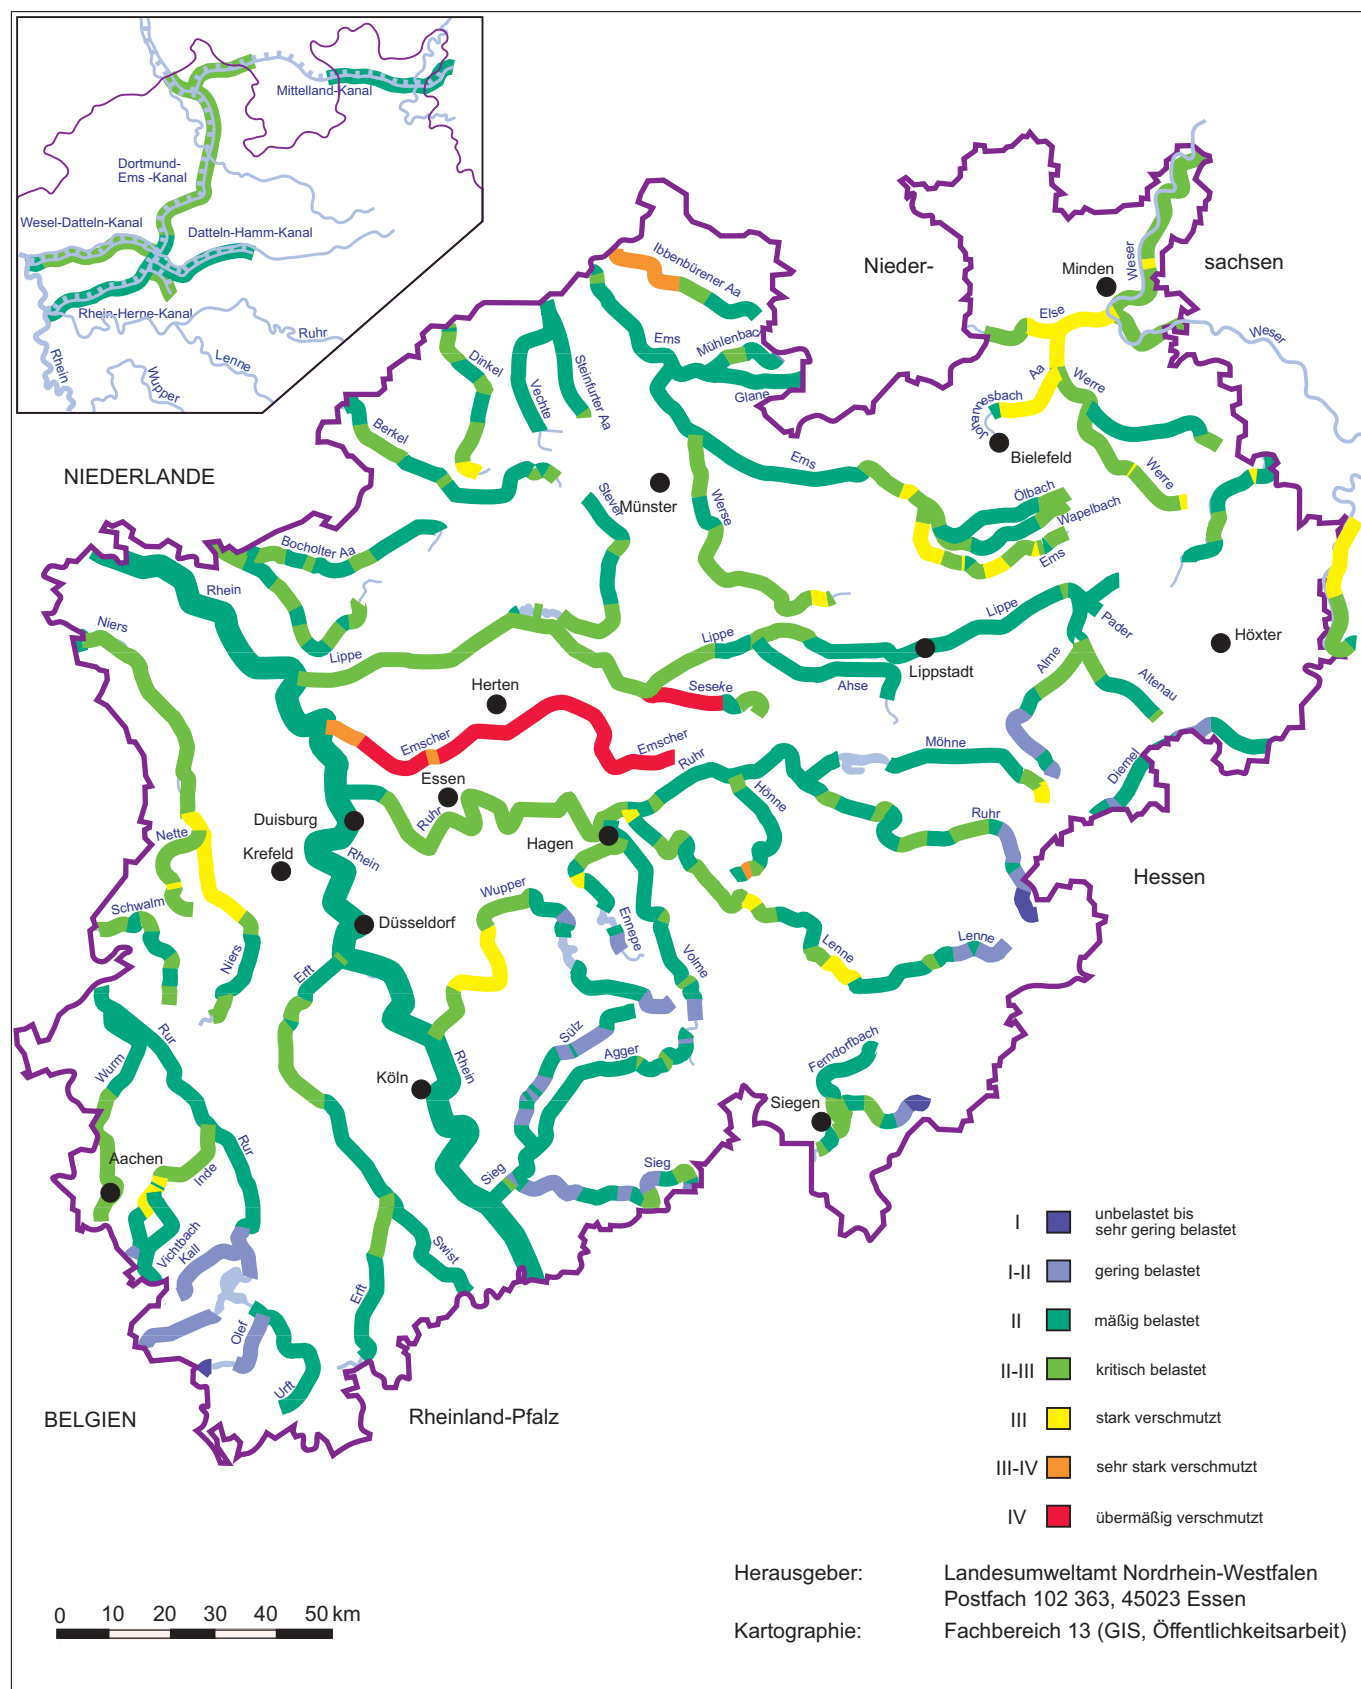 Mittelland-Kanal
Dortmund-
Ems -Kanal
Wesel-Datteln-Kanal
Datteln-Hamm-Kanal
Rhein-Herne-Kanal
Ruhr
Lenne
Wupper
Rhein
Nieder-
sachsen
Minden
Weser
Weser
Else
Aa
Werre
Johannesbach
Bielefeld
Werre
Ibbenbürener Aa
Ems
Mühlenbac
Glane
Dinkel
Vechte
Steinfurter Aa
Berkel
NIEDERLANDE
Münster
Stever
Werse
Ems
Ölbach
Wapelbach
Ems
Bocholter Aa
Rhein
Niers
Lippe
Lippe
Lippe
Pader
Lippstadt
Höxter
Alme
Altenau
Ahse
Seseke
Herten
Emscher
Emscher
Essen
Ruhr
Ruhr
Möhne
Diemel
Hönne
Ruhr
Duisburg
Hagen
Nette
Krefeld
Rhein
Hessen
Wupper
Schwalm
Düsseldorf
Ennepe
Volme
Lenne
Lenne
Niers
Erft
Rur
Sülz
Agger
Ferndorfbach
Wurm
Köln
Rhein
Siegen
Aachen
Rur
Inde
Sieg
Sieg
Vichtbach
Kall
Swist
Erft
Olef
Urft
BELGIEN
Rheinland-Pfalz
I unbelastet bis
sehr gering belastet
I-II gering belastet
II mäßig belastet
II-III kritisch belastet
III stark verschmutzt
III-IV sehr stark verschmutzt
IV übermäßig verschmutzt
Herausgeber: Landesumweltamt Nordrhein-Westfalen
Postfach 102 363, 45023 Essen
Kartographie: Fachbereich 13 (GIS, Öffentlichkeitsarbeit)
0 10 20 30 40 50 km